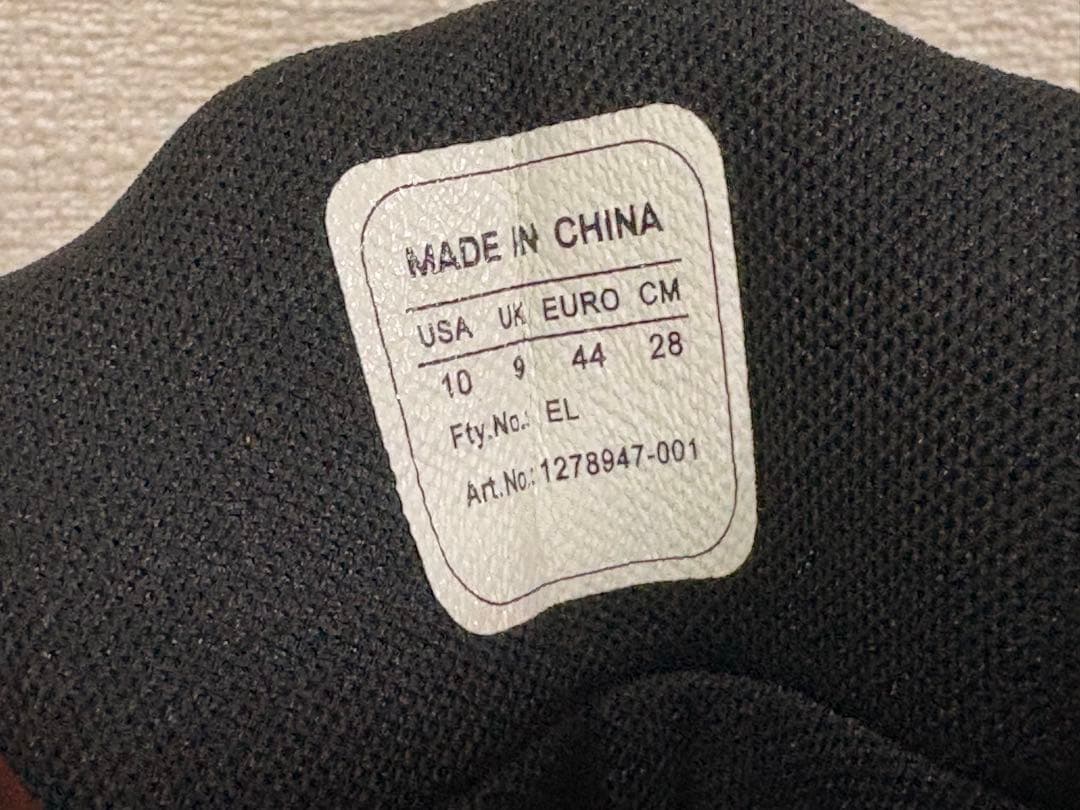 MADE IN CHINA
USA UK EURO CM
10 9 44 28
Fty.No.: EL
Art.No.: 1278947-001